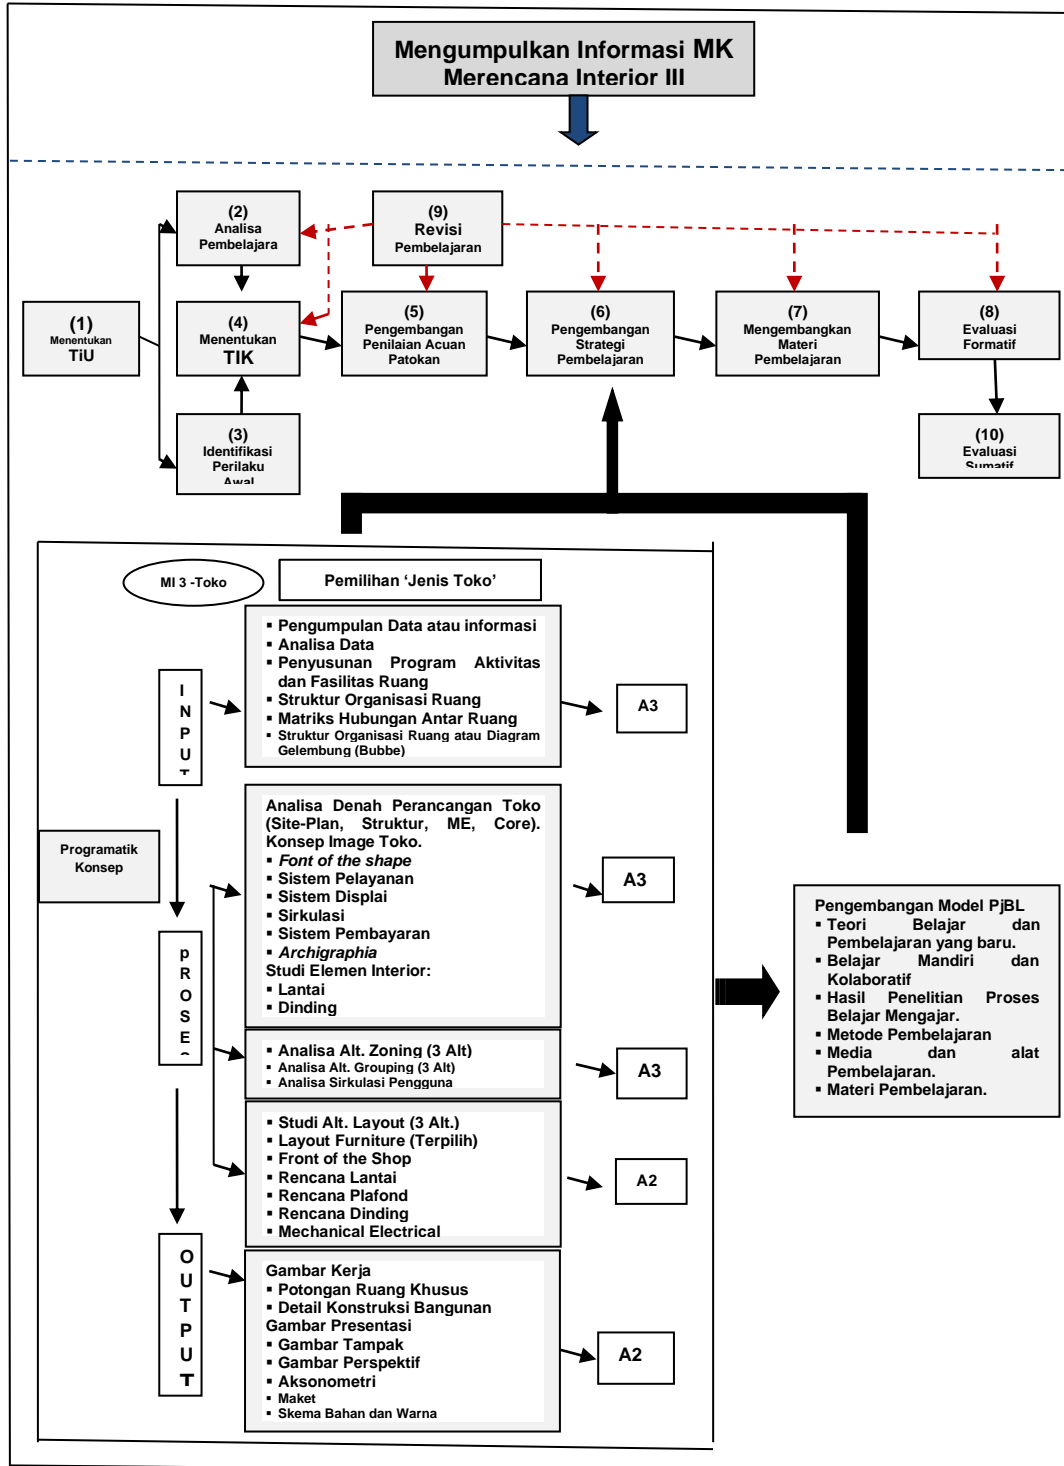 Mengumpulkan Informasi MK
Merencana Interior III
(2)
Analisa
Pembelajara
(9)
Revisi
Pembelajaran
(1)
Menentukan
TiU
(4)
Menentukan
TIK
(5)
Pengembangan
Penilaian Acuan
Patokan
(6)
Pengembangan
Strategi
Pembelajaran
(7)
Mengembangkan
Materi
Pembelajaran
(8)
Evaluasi
Formatif
(3)
Identifikasi
Perilaku
Awal
(10)
Evaluasi
Sumatif
MI 3 -Toko
Pemilihan ‘Jenis Toko’
I
N
P
U
T
▪ Pengumpulan Data atau informasi
▪ Analisa Data
▪ Penyusunan Program Aktivitas
dan Fasilitas Ruang
▪ Struktur Organisasi Ruang
▪ Matriks Hubungan Antar Ruang
▪ Struktur Organisasi Ruang atau Diagram
Gelembung (Bubbe)
A3
Programatik
Konsep
p
R
O
S
E
S
Analisa Denah Perancangan Toko
(Site-Plan, Struktur, ME, Core).
Konsep Image Toko.
▪ Font of the shape
▪ Sistem Pelayanan
▪ Sistem Displai
▪ Sirkulasi
▪ Sistem Pembayaran
▪ Archigraphia
Studi Elemen Interior:
▪ Lantai
▪ Dinding
A3
▪ Analisa Alt. Zoning (3 Alt)
▪ Analisa Alt. Grouping (3 Alt)
▪ Analisa Sirkulasi Pengguna
A3
▪ Studi Alt. Layout (3 Alt.)
▪ Layout Furniture (Terpilih)
▪ Front of the Shop
▪ Rencana Lantai
▪ Rencana Plafond
▪ Rencana Dinding
▪ Mechanical Electrical
A2
O
U
T
P
U
T
Gambar Kerja
▪ Potongan Ruang Khusus
▪ Detail Konstruksi Bangunan
Gambar Presentasi
▪ Gambar Tampak
▪ Gambar Perspektif
▪ Aksonometri
▪ Maket
▪ Skema Bahan dan Warna
A2
Pengembangan Model PjBL
▪ Teori Belajar dan
Pembelajaran yang baru.
▪ Belajar Mandiri dan
Kolaboratif
▪ Hasil Penelitian Proses
Belajar Mengajar.
▪ Metode Pembelajaran
▪ Media dan alat
Pembelajaran.
▪ Materi Pembelajaran.